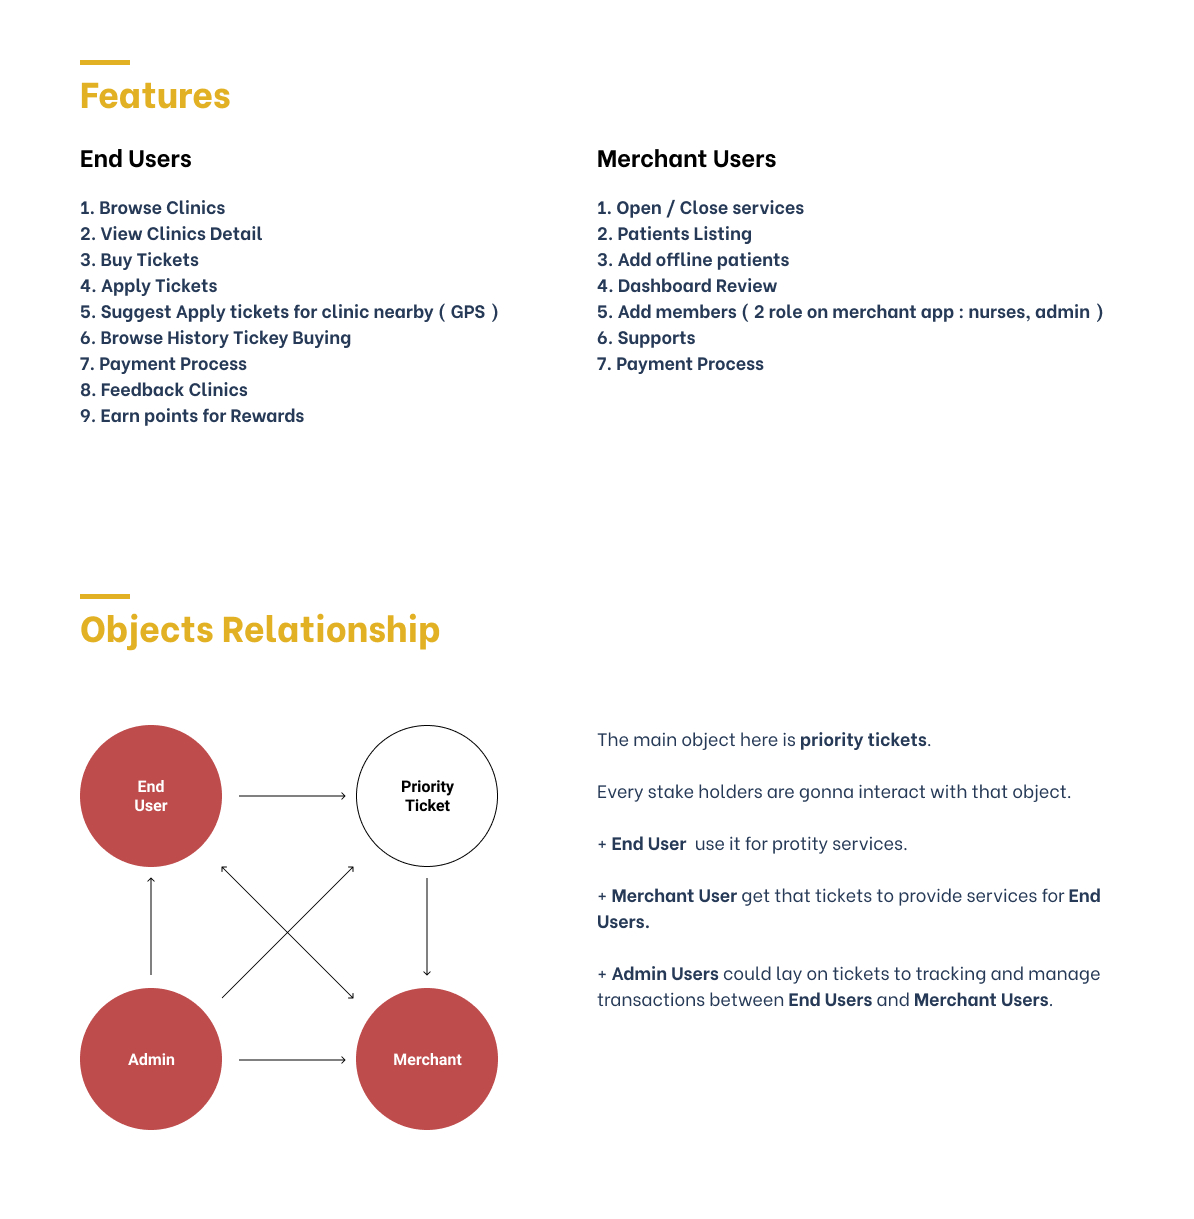 Features
End Users
1. Browse Clinics
2. View Clinics Detail
3. Buy Tickets
4. Apply Tickets
5. Suggest Apply tickets for clinic nearby ( GPS )
6. Browse History Tickey Buying
7. Payment Process
8. Feedback Clinics
9. Earn points for Rewards
Merchant Users
1. Open / Close services
2. Patients Listing
3. Add offline patients
4. Dashboard Review
5. Add members ( 2 role on merchant app : nurses, admin )
6. Supports
7. Payment Process
Objects Relationship
End
User
Priority
Ticket
Admin
Merchant
The main object here is priority tickets.
Every stake holders are gonna interact with that object.
+ End User  use it for protity services.
+ Merchant User get that tickets to provide services for End
Users.
+ Admin Users could lay on tickets to tracking and manage
transactions between End Users and Merchant Users.